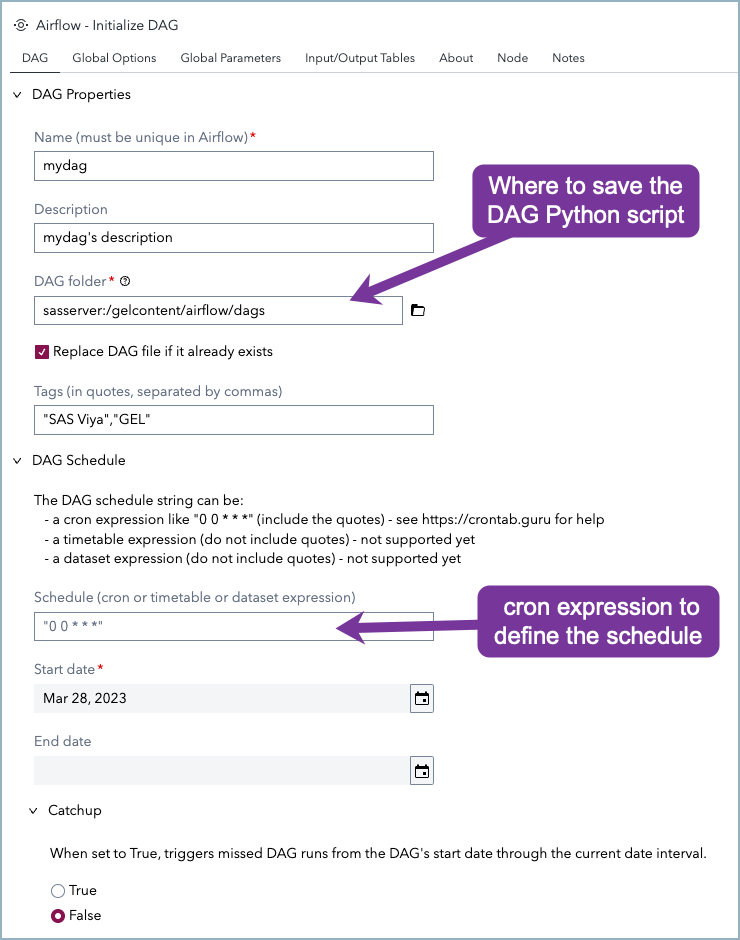 Airflow - Initialize DAG
DAG Global Options Global Parameters Input/Output Tables About Node Notes
DAG Properties
Name (must be unique in Airflow)*
mydag
Where to save the
DAG Python script
Description
mydag's description
DAG folder*
sasserver:/gelcontent/airflow/dags
Replace DAG file if it already exists
Tags (in quotes, separated by commas)
"SAS Viya","GEL"
DAG Schedule
The DAG schedule string can be:
- a cron expression like "0 0 * * *" (include the quotes) - see https://crontab.guru for help
- a timetable expression (do not include quotes) - not supported yet
- a dataset expression (do not include quotes) - not supported yet
Schedule (cron or timetable or dataset expression)
"0 0 * * *"
cron expression to
define the schedule
Start date*
Mar 28, 2023
End date
Catchup
When set to True, triggers missed DAG runs from the DAG's start date through the current date interval.
True
False